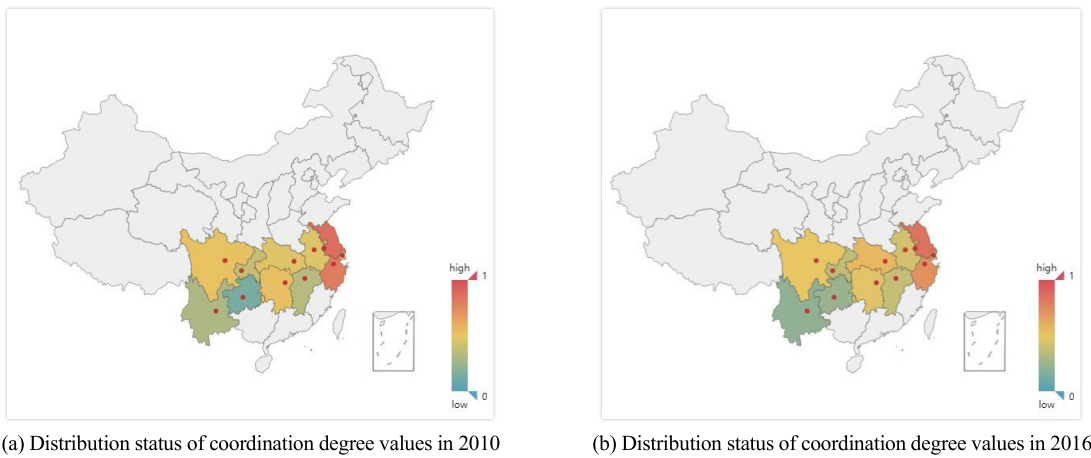 high
1
0
low
(a) Distribution status of coordination degree values in 2010
high
1
0
low
(b) Distribution status of coordination degree values in 2016